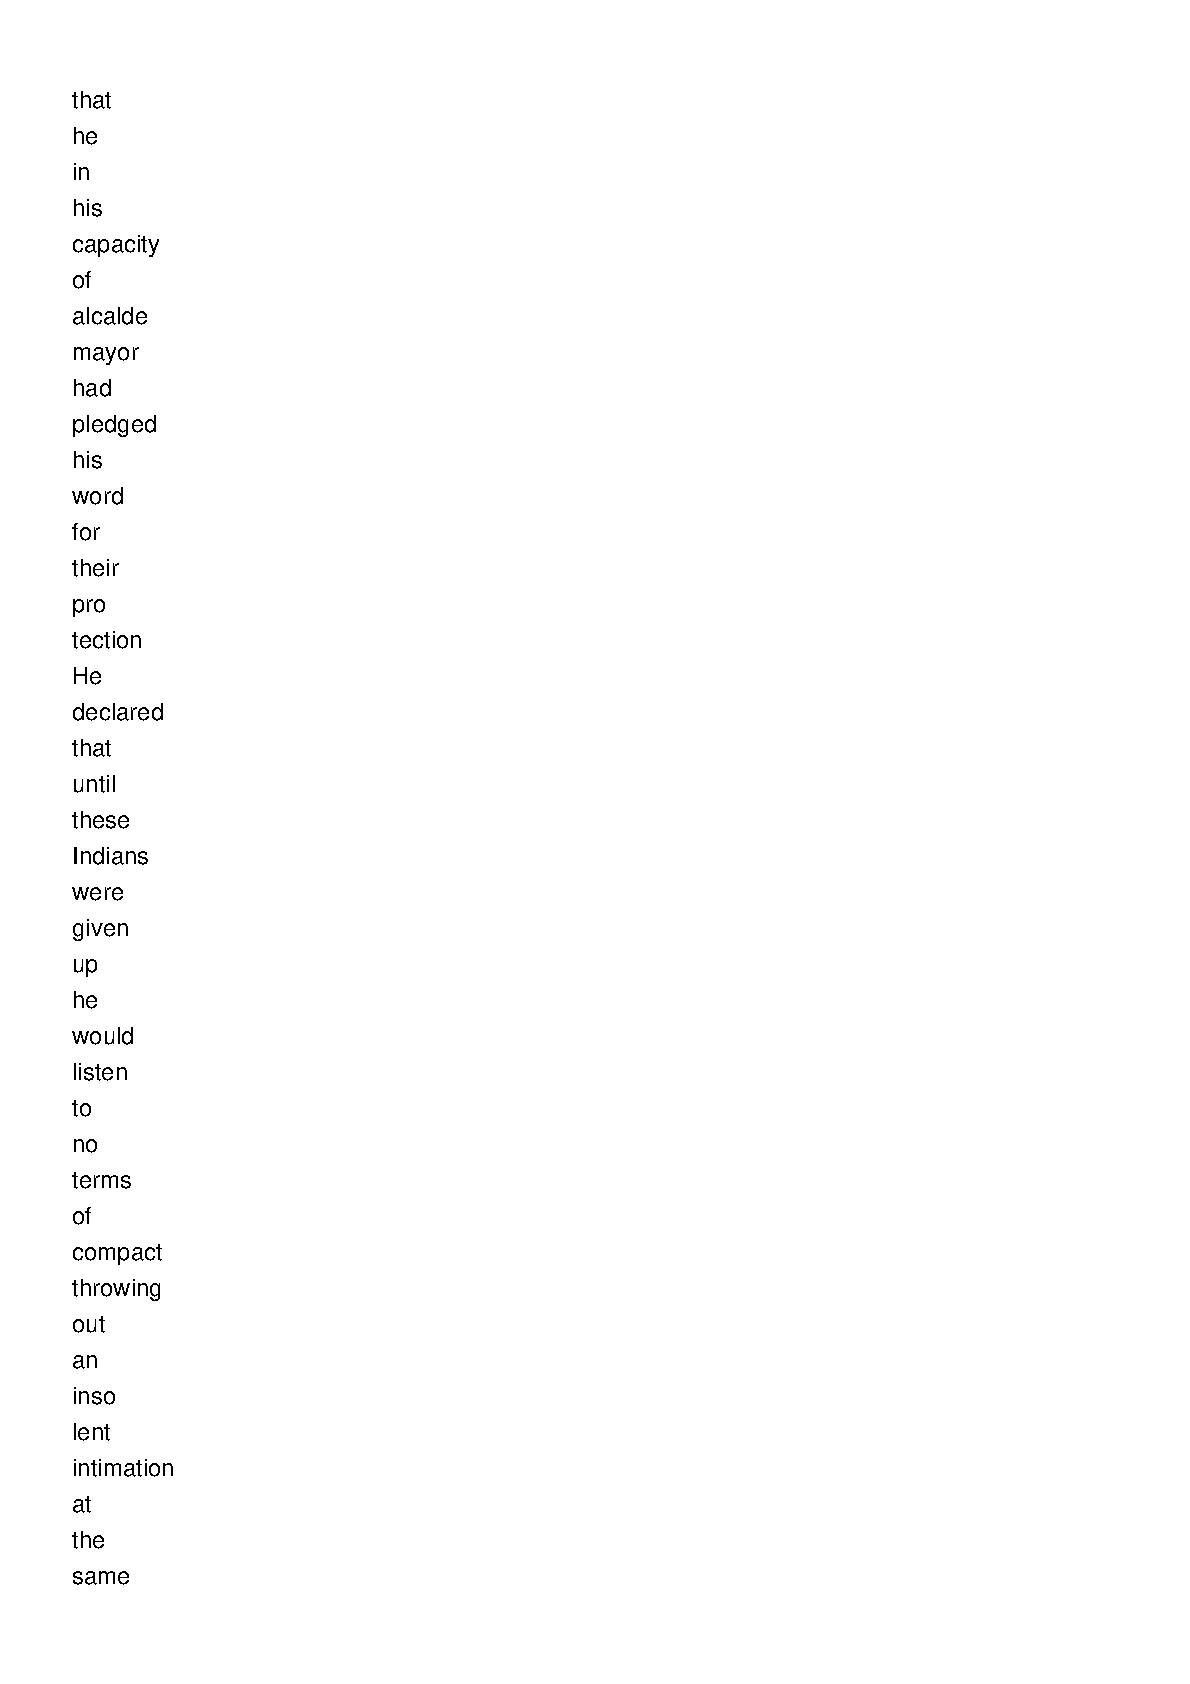 that
he
in
his
capacity
of
alcalde
mayor
had
pledged
his
word
for
their
pro
tection
He
declared
that
until
these
Indians
were
given
up
he
would
listen
to
no
terms
of
compact
throwing
out
an
inso
lent
intimation
at
the
same